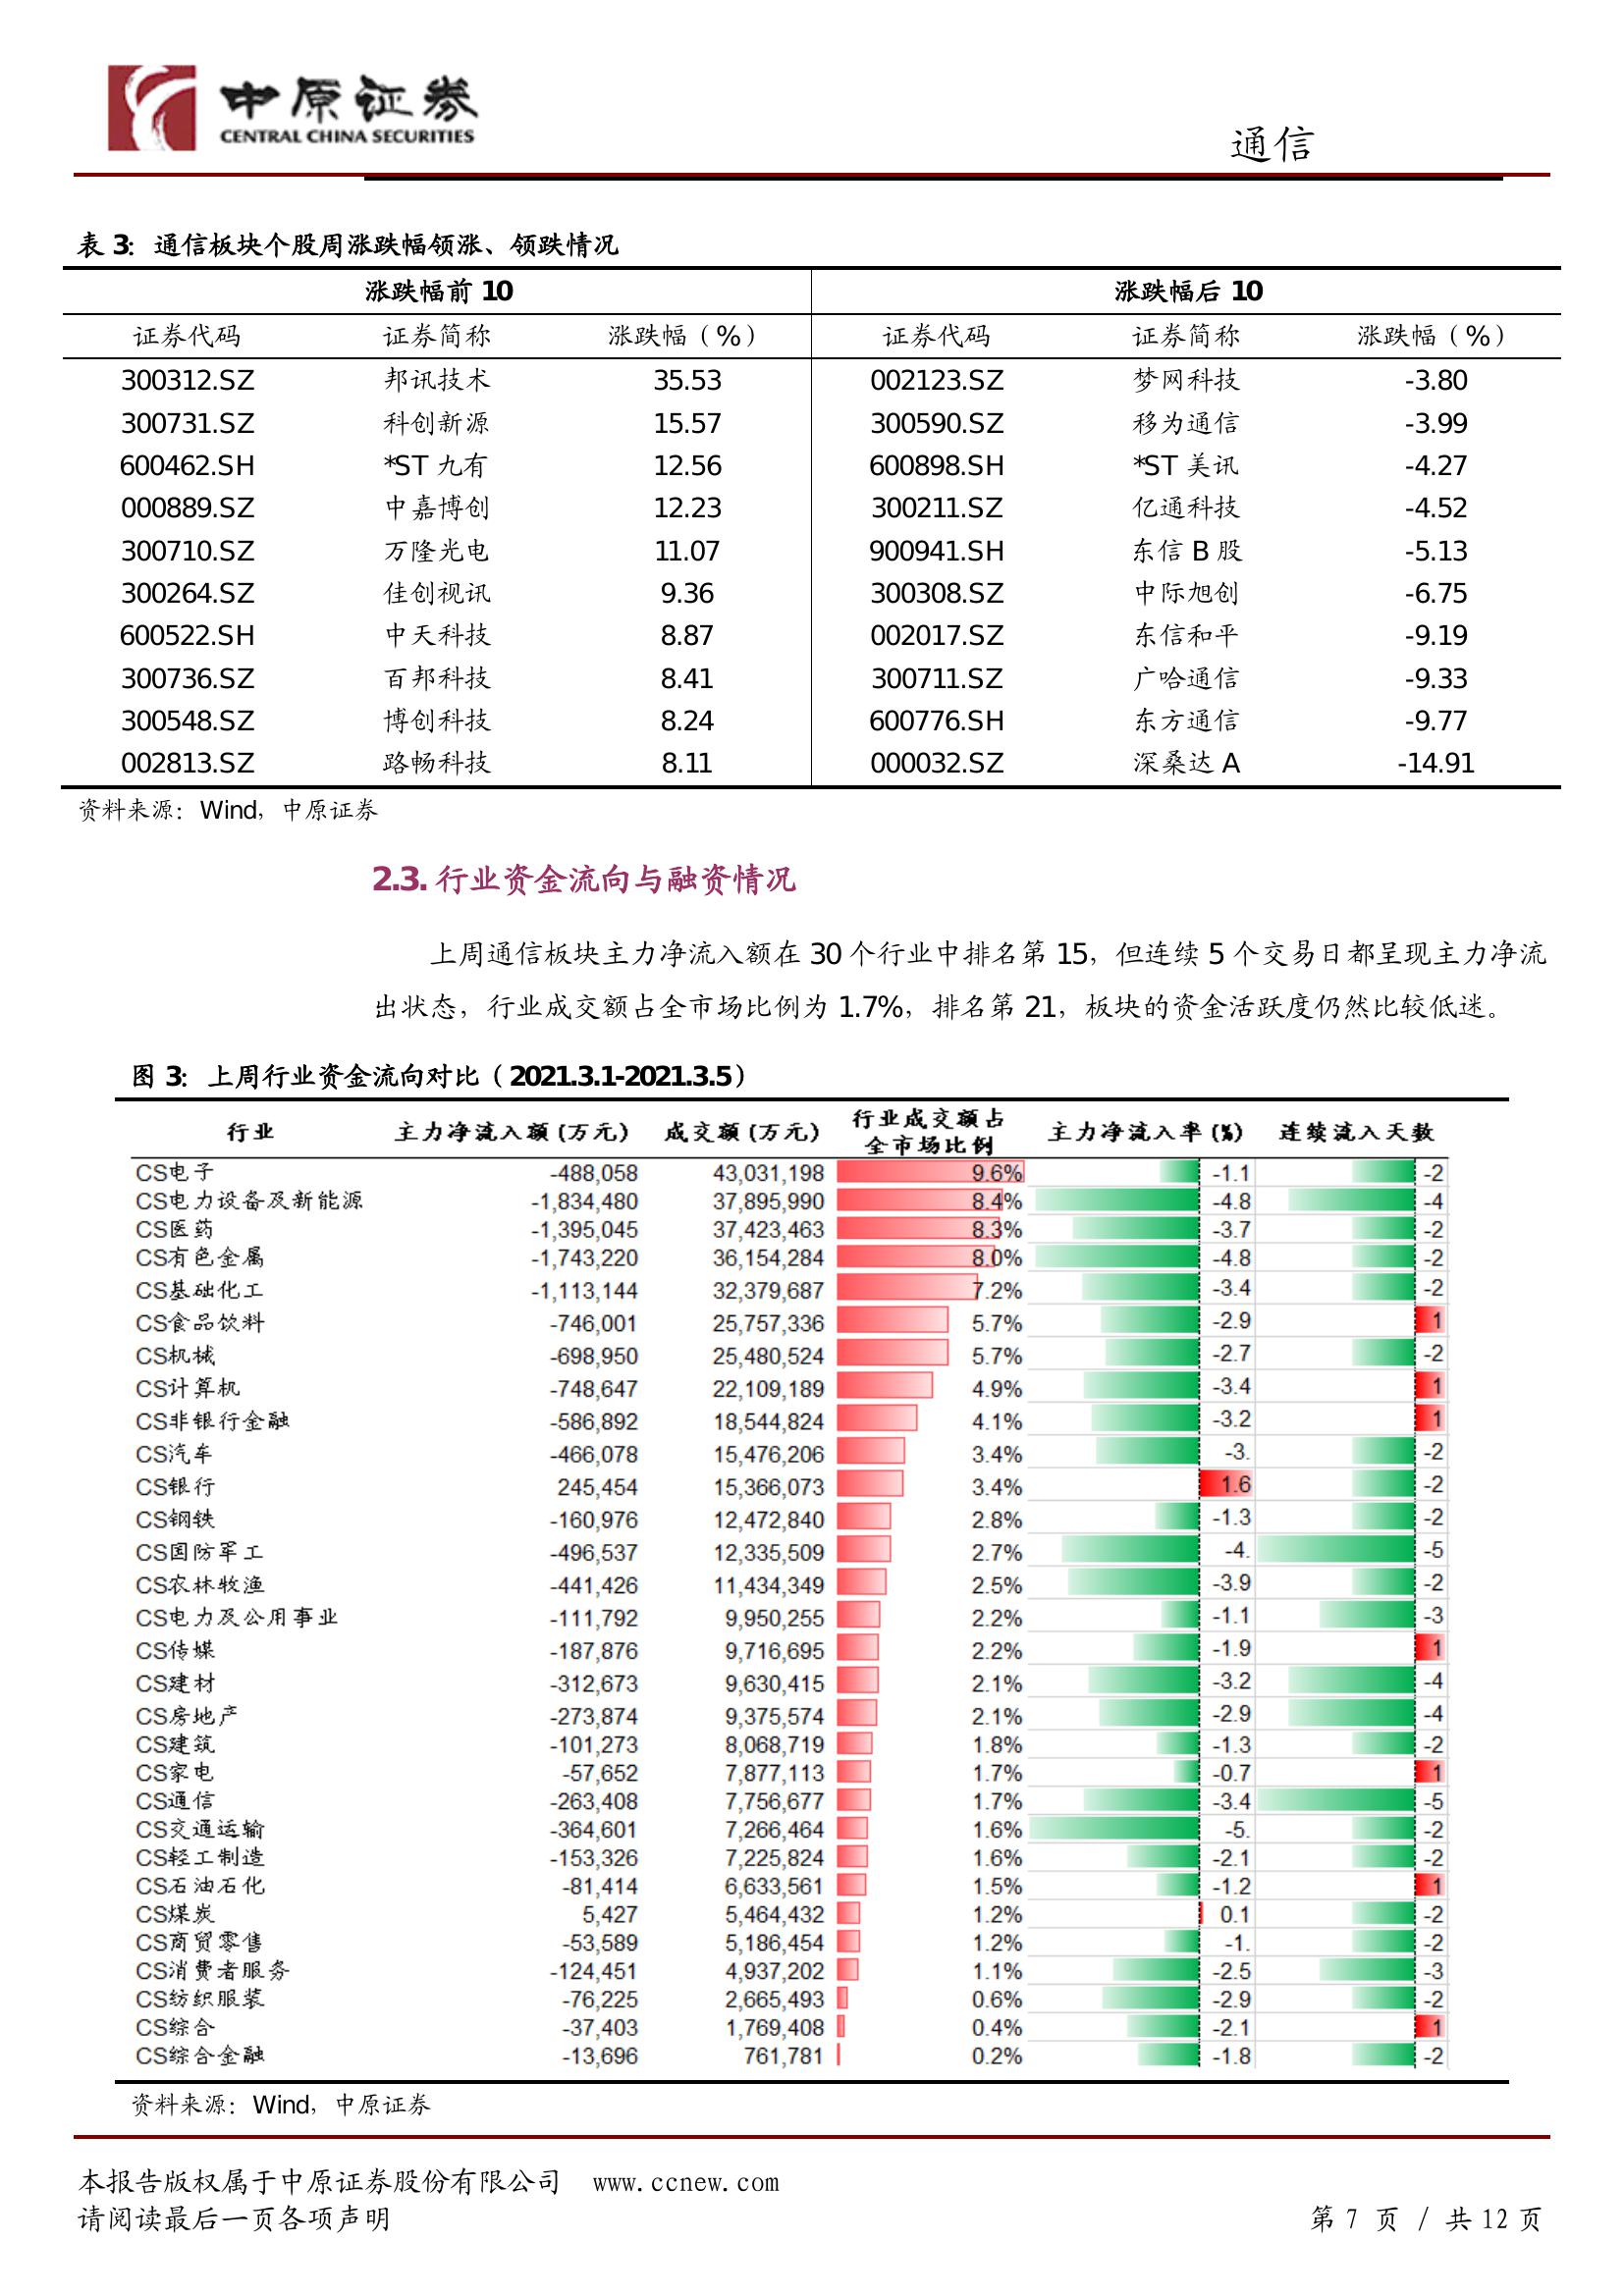 中原证券
CENTRAL CHINA SECURITIES
通信
表 3：通信板块个股周涨跌幅领涨、领跌情况
涨跌幅前 10 涨跌幅后 10
证券代码 证券简称 涨跌幅（%） 证券代码 证券简称 涨跌幅（%）
300312.SZ 邦讯技术 35.53 002123.SZ 梦网科技 -3.80
300731.SZ 科创新源 15.57 300590.SZ 移为通信 -3.99
600462.SH *ST 九有 12.56 600898.SH *ST 美讯 -4.27
000889.SZ 中嘉博创 12.23 300211.SZ 亿通科技 -4.52
300710.SZ 万隆光电 11.07 900941.SH 东信 B 股 -5.13
300264.SZ 佳创视讯 9.36 300308.SZ 中际旭创 -6.75
600522.SH 中天科技 8.87 002017.SZ 东信和平 -9.19
300736.SZ 百邦科技 8.41 300711.SZ 广哈通信 -9.33
300548.SZ 博创科技 8.24 600776.SH 东方通信 -9.77
002813.SZ 路畅科技 8.11 000032.SZ 深桑达 A -14.91
资料来源：Wind，中原证券
2.3. 行业资金流向与融资情况
上周通信板块主力净流入额在 30 个行业中排名第 15，但连续 5 个交易日都呈现主力净流
出状态，行业成交额占全市场比例为 1.7%，排名第 21，板块的资金活跃度仍然比较低迷。
图 3：上周行业资金流向对比（2021.3.1-2021.3.5）
行业 主力净流入额(万元) 成交额(万元) 行业成交额占 主力净流入率(%) 连续流入天数
全市场比例
CS电子 -488,058 43,031,198 9.6% -1.1 -2
CS电力设备及新能源 -1,834,480 37,895,990 8.4% -4.8 -4
CS医药 -1,395,045 37,423,463 8.3% -3.7 -2
CS有色金属 -1,743,220 36,154,284 8.0% -4.8 -2
CS基础化工 -1,113,144 32,379,687 7.2% -3.4 -2
CS食品饮料 -746,001 25,757,336 5.7% -2.9 1
CS机械 -698,950 25,480,524 5.7% -2.7 -2
CS计算机 -748,647 22,109,189 4.9% -3.4 1
CS非银行金融 -586,892 18,544,824 4.1% -3.2 1
CS汽车 -466,078 15,476,206 3.4% -3. -2
CS银行 245,454 15,366,073 3.4% 1.6 -2
CS钢铁 -160,976 12,472,840 2.8% -1.3 -2
CS国防军工 -496,537 12,335,509 2.7% -4. -5
CS农林牧渔 -441,426 11,434,349 2.5% -3.9 -2
CS电力及公用事业 -111,792 9,950,255 2.2% -1.1 -3
CS传媒 -187,876 9,716,695 2.2% -1.9 1
CS建材 -312,673 9,630,415 2.1% -3.2 -4
CS房地产 -273,874 9,375,574 2.1% -2.9 -4
CS建筑 -101,273 8,068,719 1.8% -1.3 -2
CS家电 -57,652 7,877,113 1.7% -0.7 1
CS通信 -263,408 7,756,677 1.7% -3.4 -5
CS交通运输 -364,601 7,266,464 1.6% -5. -2
CS轻工制造 -153,326 7,225,824 1.6% -2.1 -2
CS石油石化 -81,414 6,633,561 1.5% -1.2 1
CS煤炭 5,427 5,464,432 1.2% 0.1 -2
CS商贸零售 -53,589 5,186,454 1.2% -1. -2
CS消费者服务 -124,451 4,937,202 1.1% -2.5 -3
CS纺织服装 -76,225 2,665,493 0.6% -2.9 -2
CS综合 -37,403 1,769,408 0.4% -2.1 1
CS综合金融 -13,696 761,781 0.2% -1.8 -2
资料来源：Wind，中原证券
本报告版权属于中原证券股份有限公司 www.ccnew.com
请阅读最后一页各项声明 第 7 页 / 共 12 页